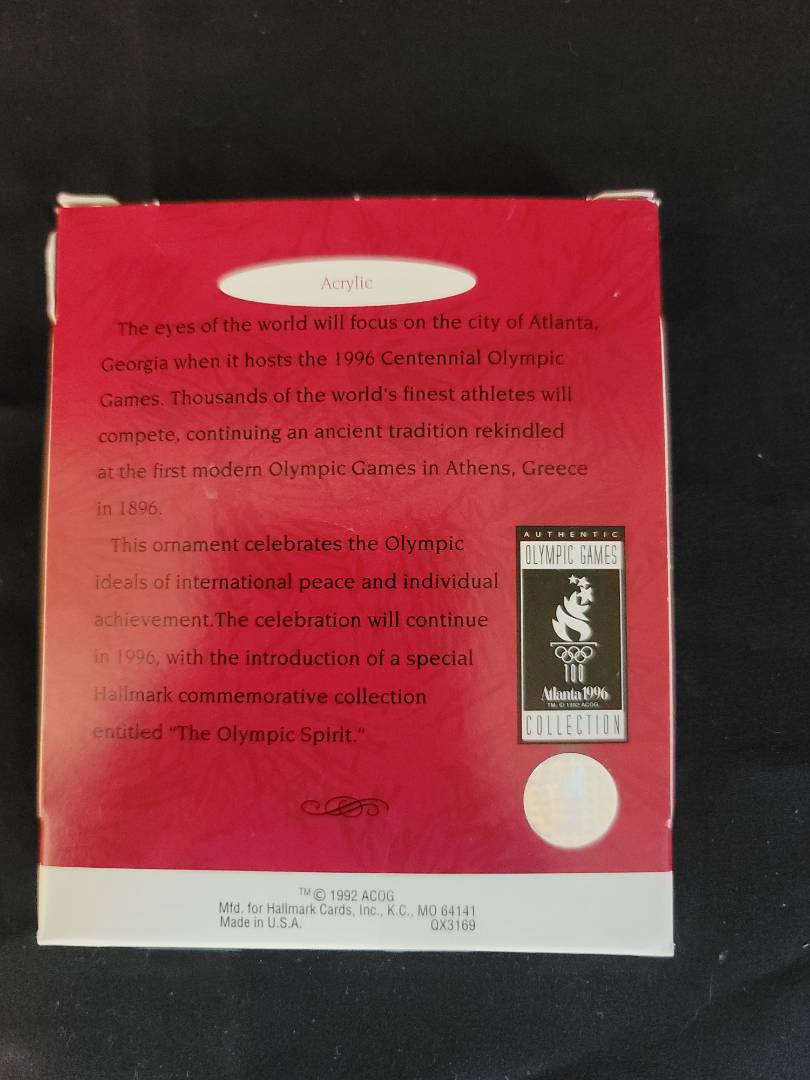 Acrylic
The eyes of the world will focus on the city of Atlanta,
Georgia when it hosts the 1996 Centennial Olympic
Games. Thousands of the world's finest athletes will
compete, continuing an ancient tradition rekindled
at the first modern Olympic Games in Athens, Greece
in 1896.
This ornament celebrates the Olympic
ideals of international peace and individual
achievement.The celebration will continue
in 1996, with the introduction of a special
Hallmark commemorative collection
entitled "The Olympic Spirit."
AUTHENTIC
OLYMPIC GAMES
100
Atlanta 1996
TM, © 1992 ACOG
COLLECTION
TM © 1992 ACOG
Mfd. for Hallmark Cards, Inc., K.C., MO 64141
Made in U.S.A. QX3169